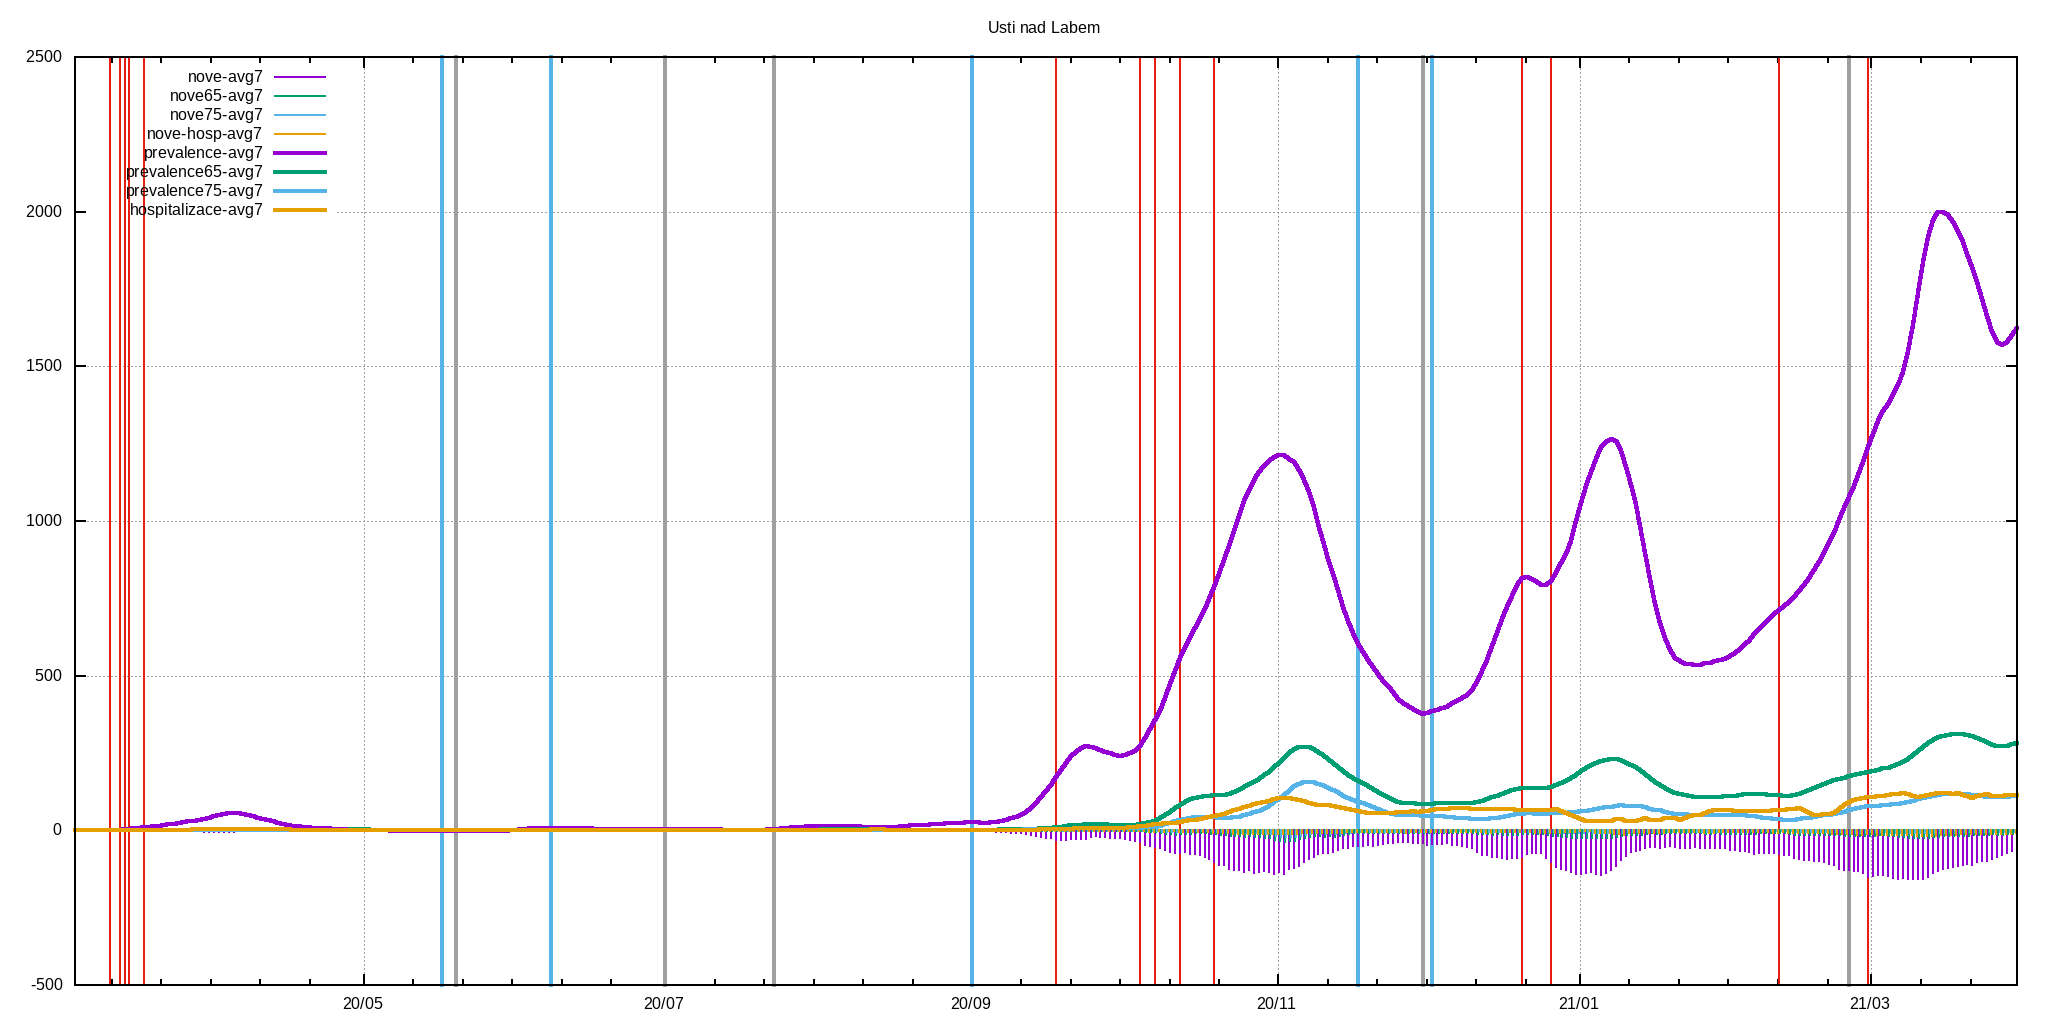 Usti nad Labem
2500
nove-avg7
nove65-avg7
nove75-avg7
nove-hosp-avg7
prevalence-avg7
prevalence65-avg7
prevalence75-avg7
hospitalizace-avg7
2000
1500
1000
500
0
-500
20/05
20/07
20/09
20/11
21/01
21/03